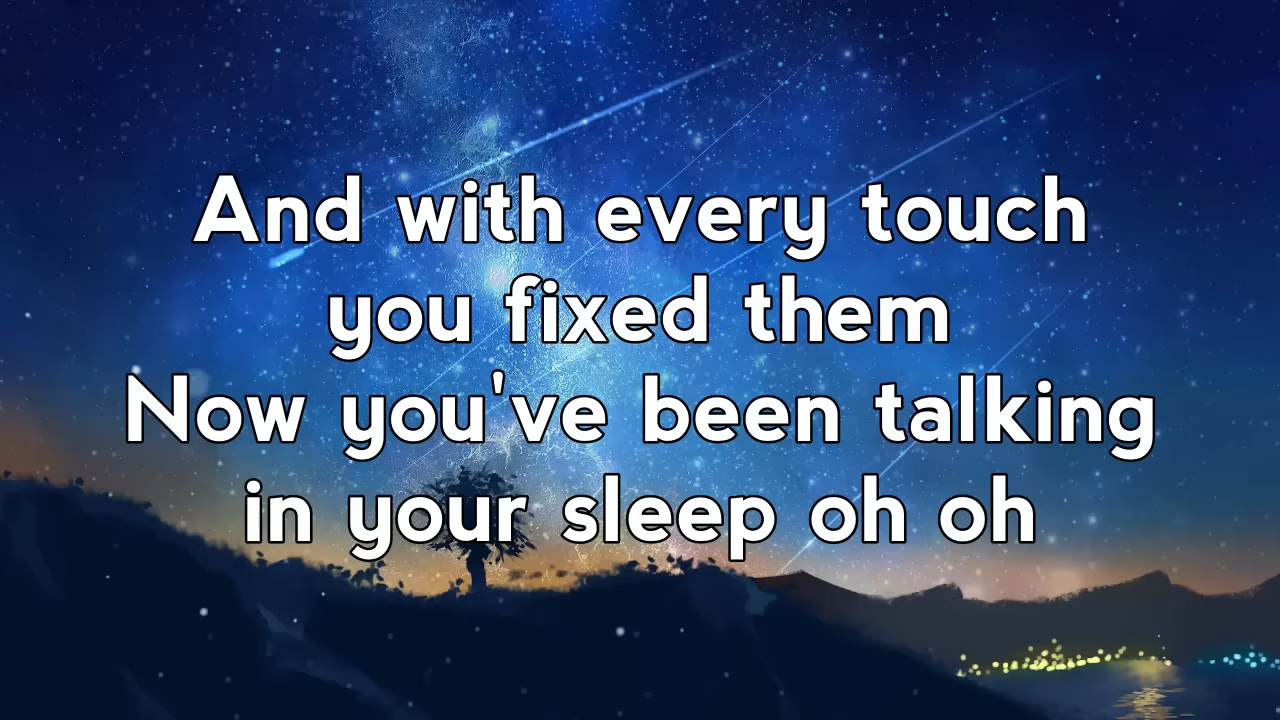 And with every touch
you fixed them
Now you've been talking
in your sleep oh oh